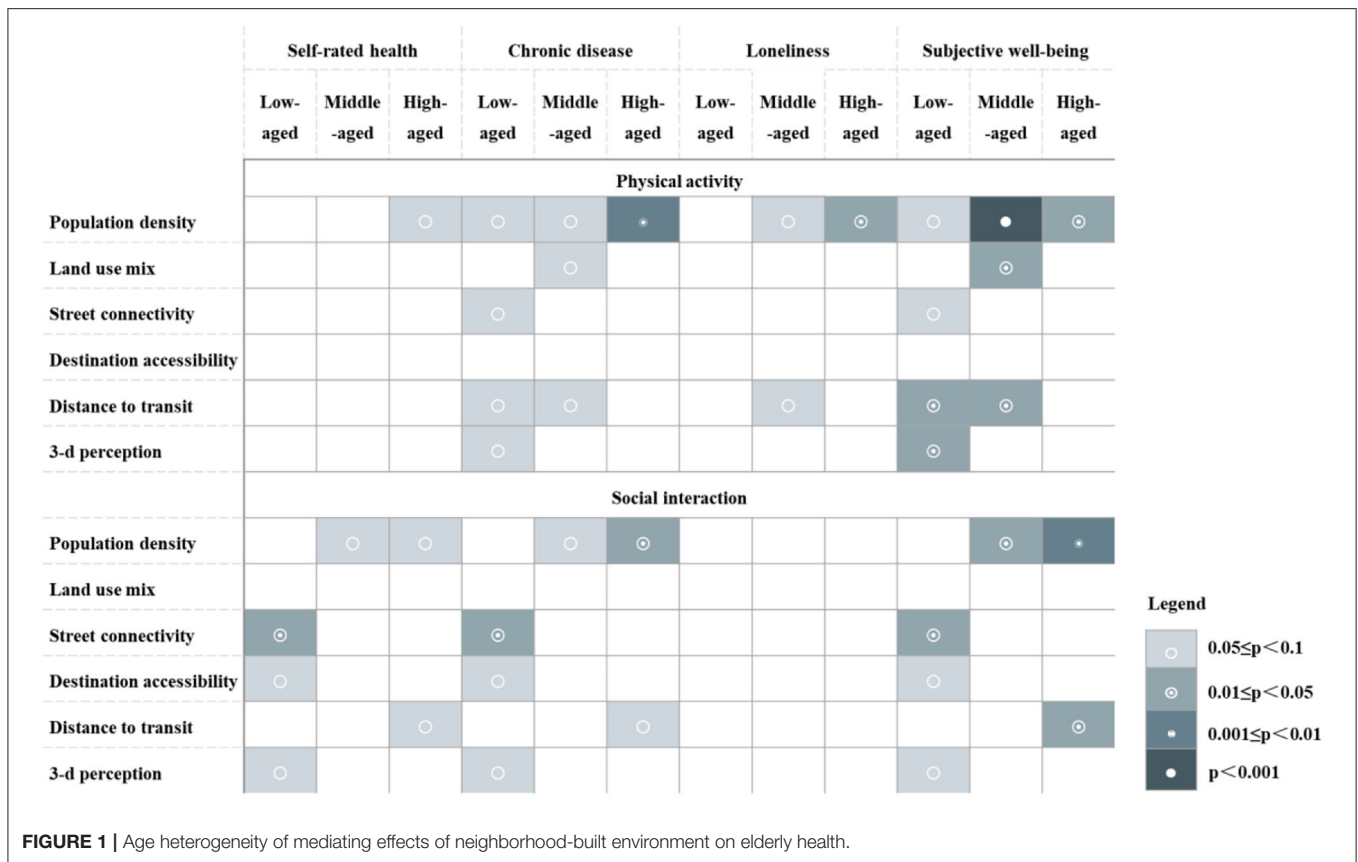 Self-rated health Chronic disease Loneliness Subjective well-being
Low- Middle High- Low- Middle High- Low- Middle High- Low- Middle High-
aged -aged aged aged -aged aged aged -aged aged aged -aged aged
Physical activity
Population density
Land use mix
Street connectivity
Destination accessibility
Distance to transit
3-d perception
Social interaction
Population density
Land use mix
Street connectivity
Destination accessibility
Distance to transit
3-d perception
Legend
0.05≤p<0.1
0.01≤p<0.05
0.001≤p<0.01
p<0.001
FIGURE 1 | Age heterogeneity of mediating effects of neighborhood-built environment on elderly health.